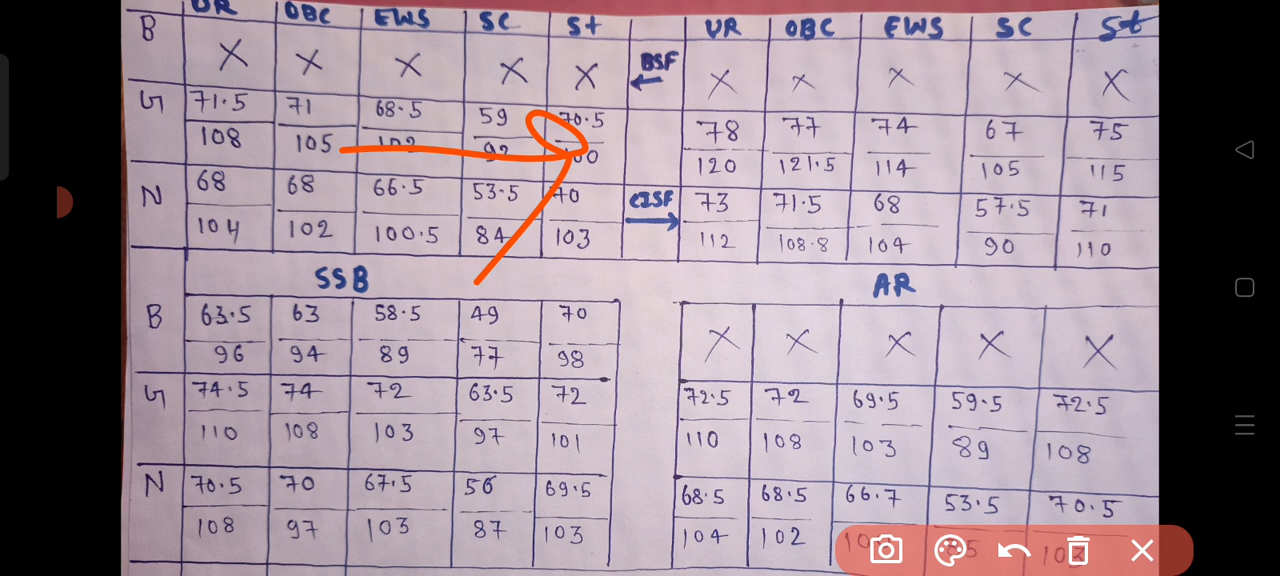 UR OBC EWS SC St UR OBC EWS SC St
B X X X X X BSF X X X X X
G 71.5 71 68.5 59 70.5 78 77 74 67 75
108 105 102 92 100 120 121.5 114 105 115
N 68 68 66.5 53.5 70 CISF 73 71.5 68 57.5 71
104 102 100.5 84 103 112 108.8 104 90 110
SSB AR
B 63.5 63 58.5 49 70 X X X X X
96 94 89 77 98
G 74.5 74 72 63.5 72 72.5 72 69.5 59.5 72.5
110 108 103 97 101 110 108 103 89 108
N 70.5 70 67.5 56 69.5 68.5 68.5 66.7 53.5 70.5
108 97 103 87 103 104 102 85 103